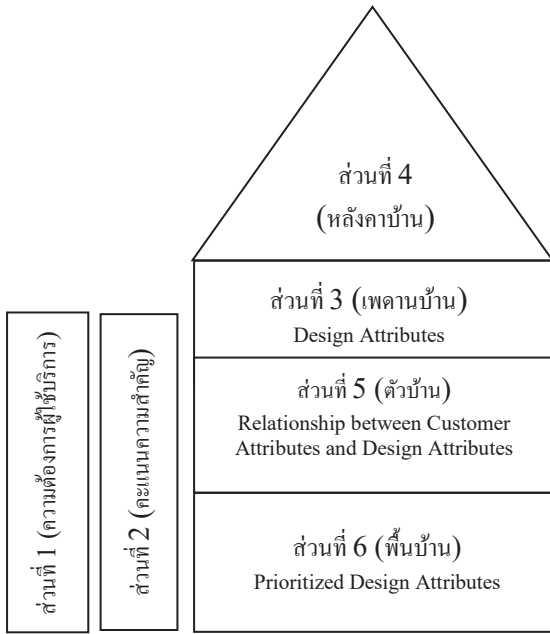 ส่วนที่ 4
(หลังคาบ้าน)
ส่วนที่ 3 (เพดานบ้าน)
Design Attributes
ส่วนที่ 5 (ตัวบ้าน)
Relationship between Customer
Attributes and Design Attributes
ส่วนที่ 6 (พื้นบ้าน)
Prioritized Design Attributes
ส่วนที่ 1 (ความต้องการผู้ใช้บริการ)
ส่วนที่ 2 (คะแนนความสำคัญ)